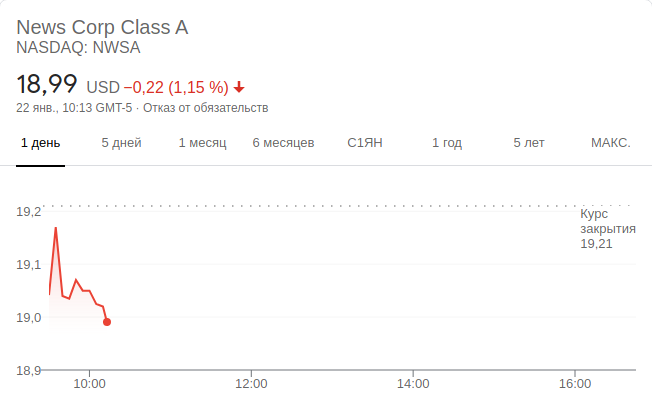 News Corp Class A
NASDAQ: NWSA
18,99 USD −0,22 (1,15 %)
22 янв., 10:13 GMT-5 · Отказ от обязательств
1 день 5 дней 1 месяц 6 месяцев С1ЯН 1 год 5 лет МАКС.
19,2
Курс
закрытия
19,21
19,1
19,0
18,9
10:00 12:00 14:00 16:00